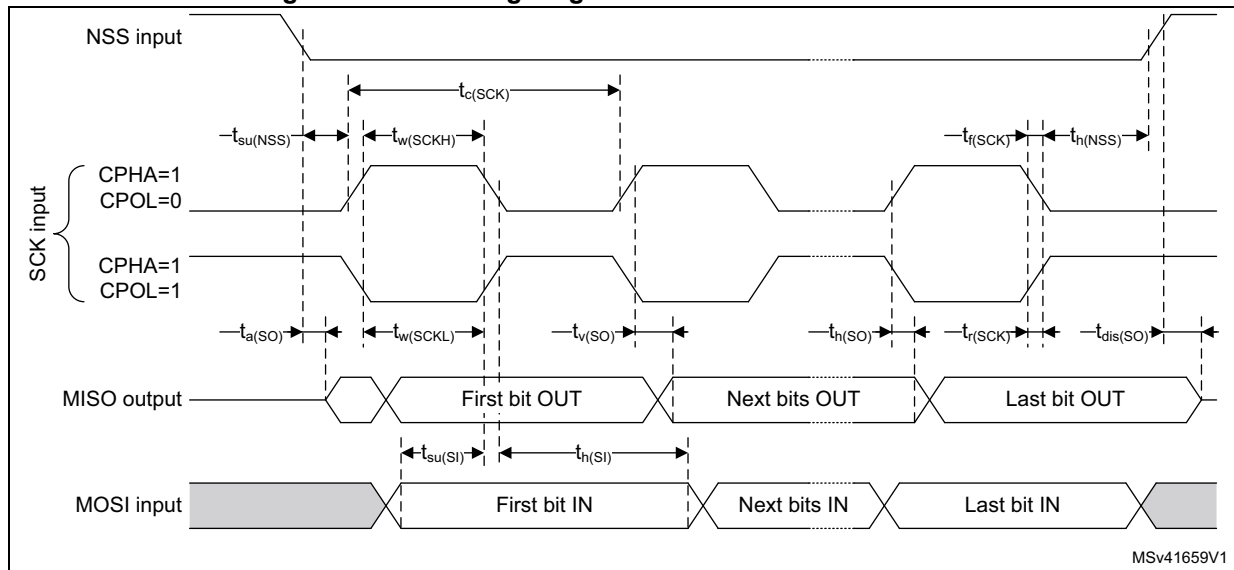 NSS input
tc(SCK)
tsu(NSS)
tw(SCKH)
tf(SCK)
th(NSS)
SCK input
CPHA=1
CPOL=0
CPHA=1
CPOL=1
ta(SO)
tw(SCKL)
tv(SO)
th(SO)
tr(SCK)
tdis(SO)
MISO output
First bit OUT
Next bits OUT
Last bit OUT
tsu(SI)
th(SI)
MOSI input
First bit IN
Next bits IN
Last bit IN
MSv41659V1